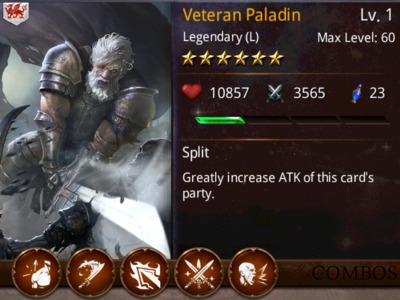 Veteran Paladin Lv. 1
Legendary (L) Max Level: 60
10857 3565 23
Split
Greatly increase ATK of this card's
party.
COMBOS